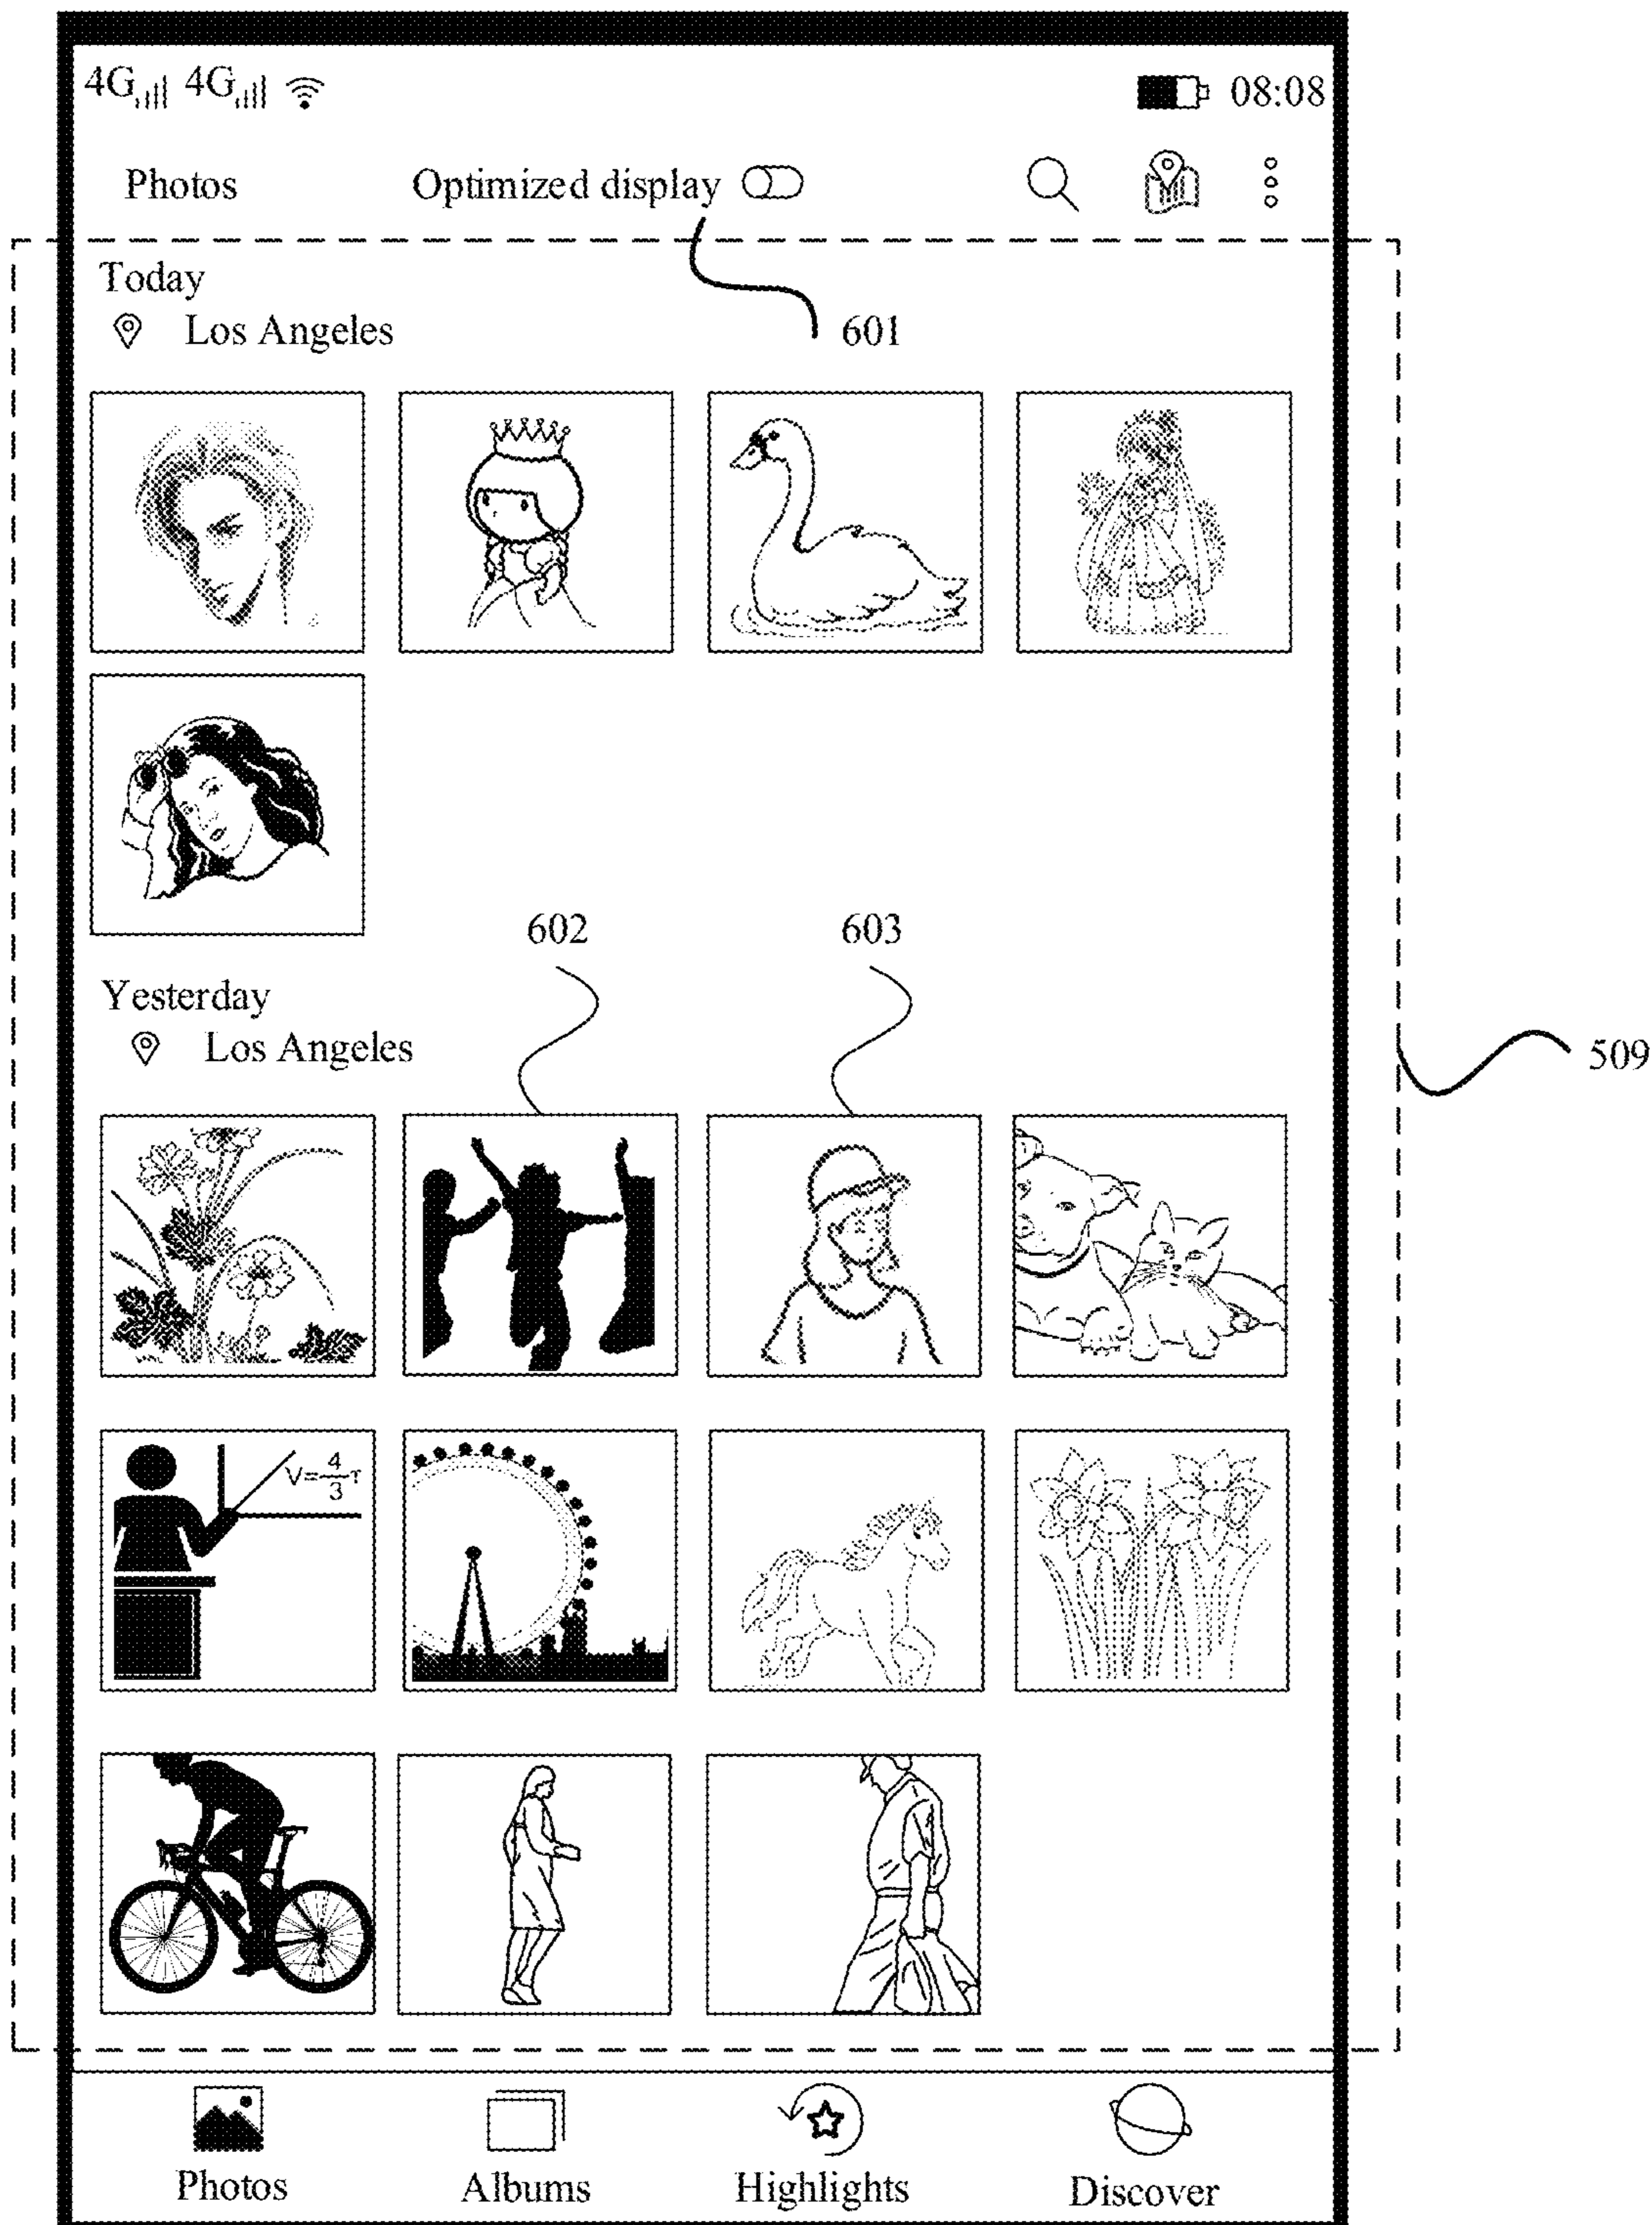 4G 4G 08:08
Photos Optimized display
Today
Los Angeles
601
602 603
Yesterday
Los Angeles
509
V=4/3
Photos Albums Highlights Discover